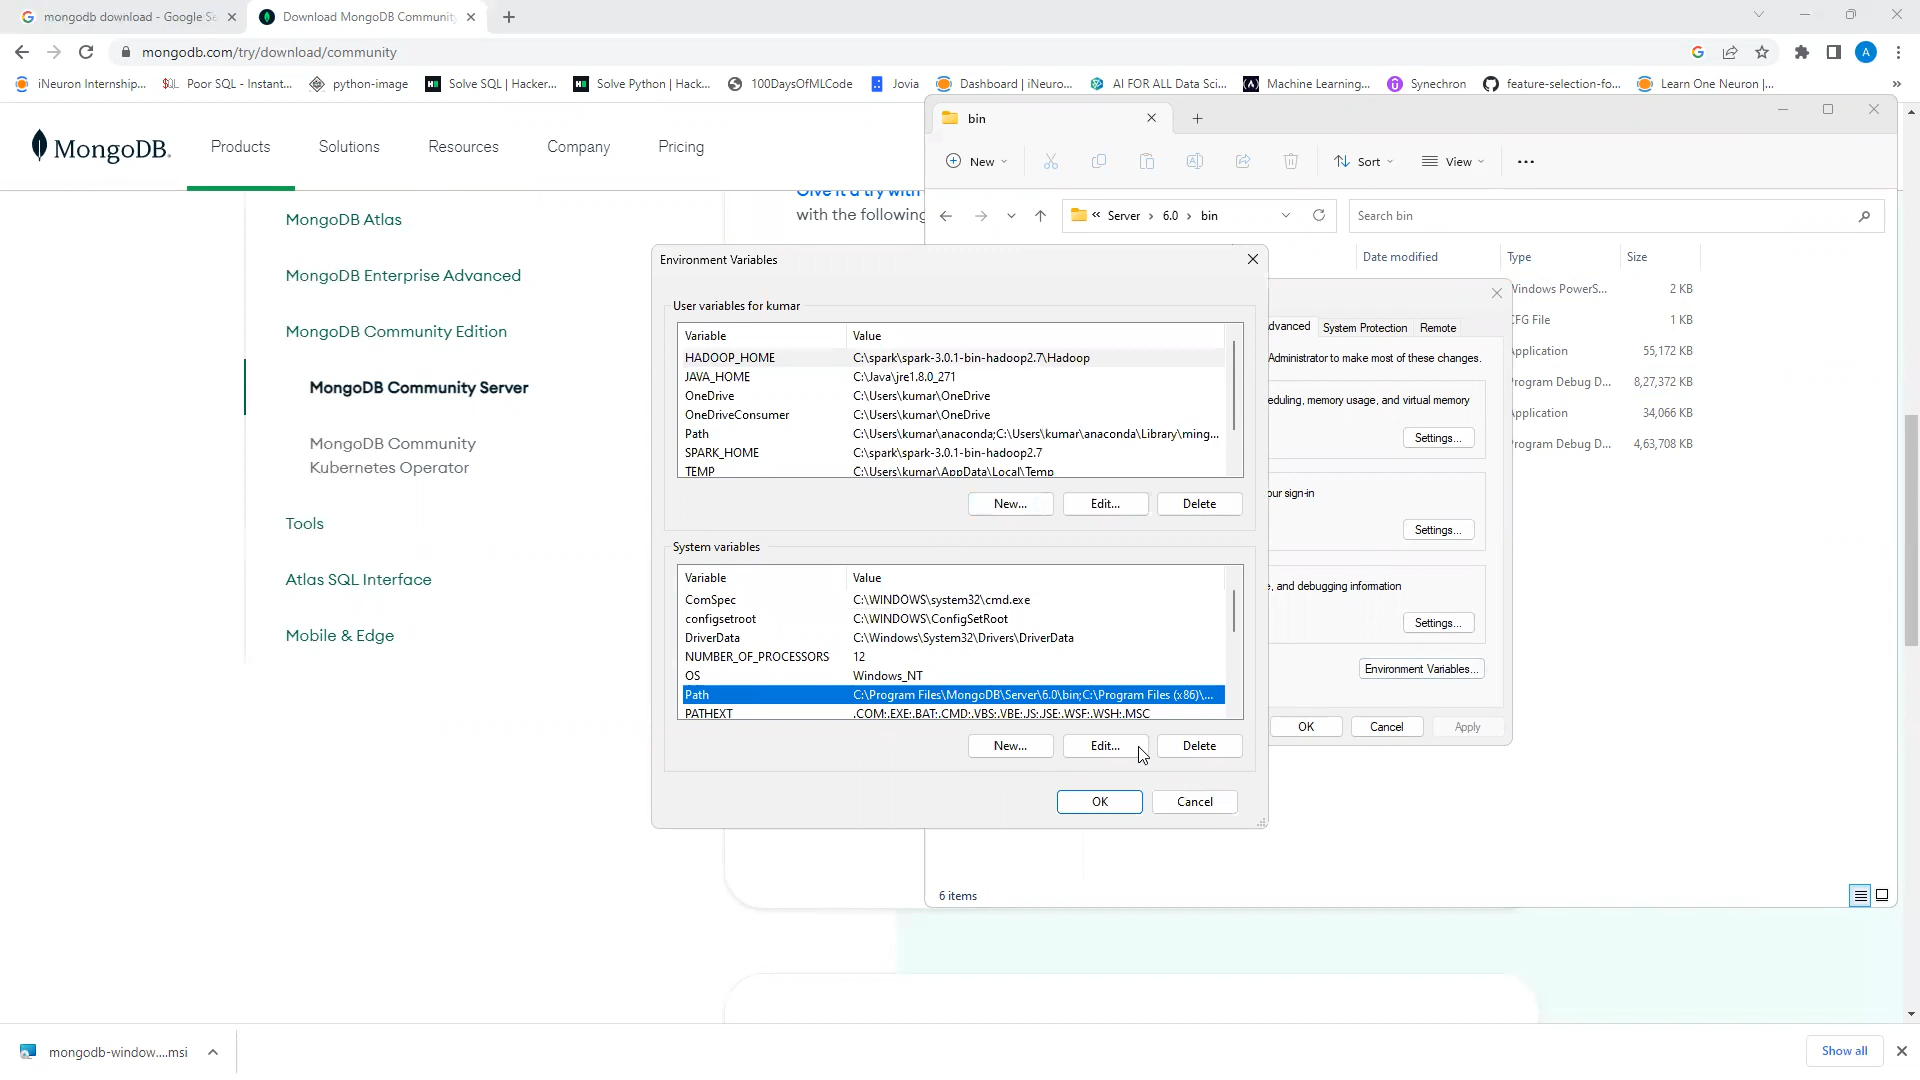 mongodb download - Google Se
Download MongoDB Community
mongodb.com/try/download/community
A
iNeuron Internship...
Poor SQL - Instant...
python-image
Solve SQL | Hacker...
Solve Python | Hack...
100DaysOfMLCode
Jovia
Dashboard | iNeuro...
AI FOR ALL Data Sci...
Machine Learning...
Synechron
feature-selection-fo...
Learn One Neuron |...
»
MongoDB.
Products
Solutions
Resources
Company
Pricing
Give it a try with
with the following
MongoDB Atlas
MongoDB Enterprise Advanced
MongoDB Community Edition
MongoDB Community Server
MongoDB Community
Kubernetes Operator
Tools
Atlas SQL Interface
Mobile & Edge
bin
New
Sort
View
« Server › 6.0 › bin
Search bin
Date modified
Type
Size
Windows PowerS...
2 KB
CFG File
1 KB
Application
55,172 KB
Program Debug D...
8,27,372 KB
Application
34,066 KB
Program Debug D...
4,63,708 KB
6 items
dvanced
System Protection
Remote
Administrator to make most of these changes.
eduling, memory usage, and virtual memory
Settings...
our sign-in
Settings...
e, and debugging information
Settings...
Environment Variables...
OK
Cancel
Apply
Environment Variables
User variables for kumar
Variable
Value
HADOOP_HOME
C:\spark\spark-3.0.1-bin-hadoop2.7\Hadoop
JAVA_HOME
C:\Java\jre1.8.0_271
OneDrive
C:\Users\kumar\OneDrive
OneDriveConsumer
C:\Users\kumar\OneDrive
Path
C:\Users\kumar\anaconda;C:\Users\kumar\anaconda\Library\ming...
SPARK_HOME
C:\spark\spark-3.0.1-bin-hadoop2.7
TEMP
C:\Users\kumar\AppData\Local\Temp
New...
Edit...
Delete
System variables
Variable
Value
ComSpec
C:\WINDOWS\system32\cmd.exe
configsetroot
C:\WINDOWS\ConfigSetRoot
DriverData
C:\Windows\System32\Drivers\DriverData
NUMBER_OF_PROCESSORS
12
OS
Windows_NT
Path
C:\Program Files\MongoDB\Server\6.0\bin;C:\Program Files (x86)\...
PATHEXT
.COM;.EXE;.BAT;.CMD;.VBS;.VBE;.JS;.JSE;.WSF;.WSH;.MSC
New...
Edit...
Delete
OK
Cancel
mongodb-window....msi
Show all